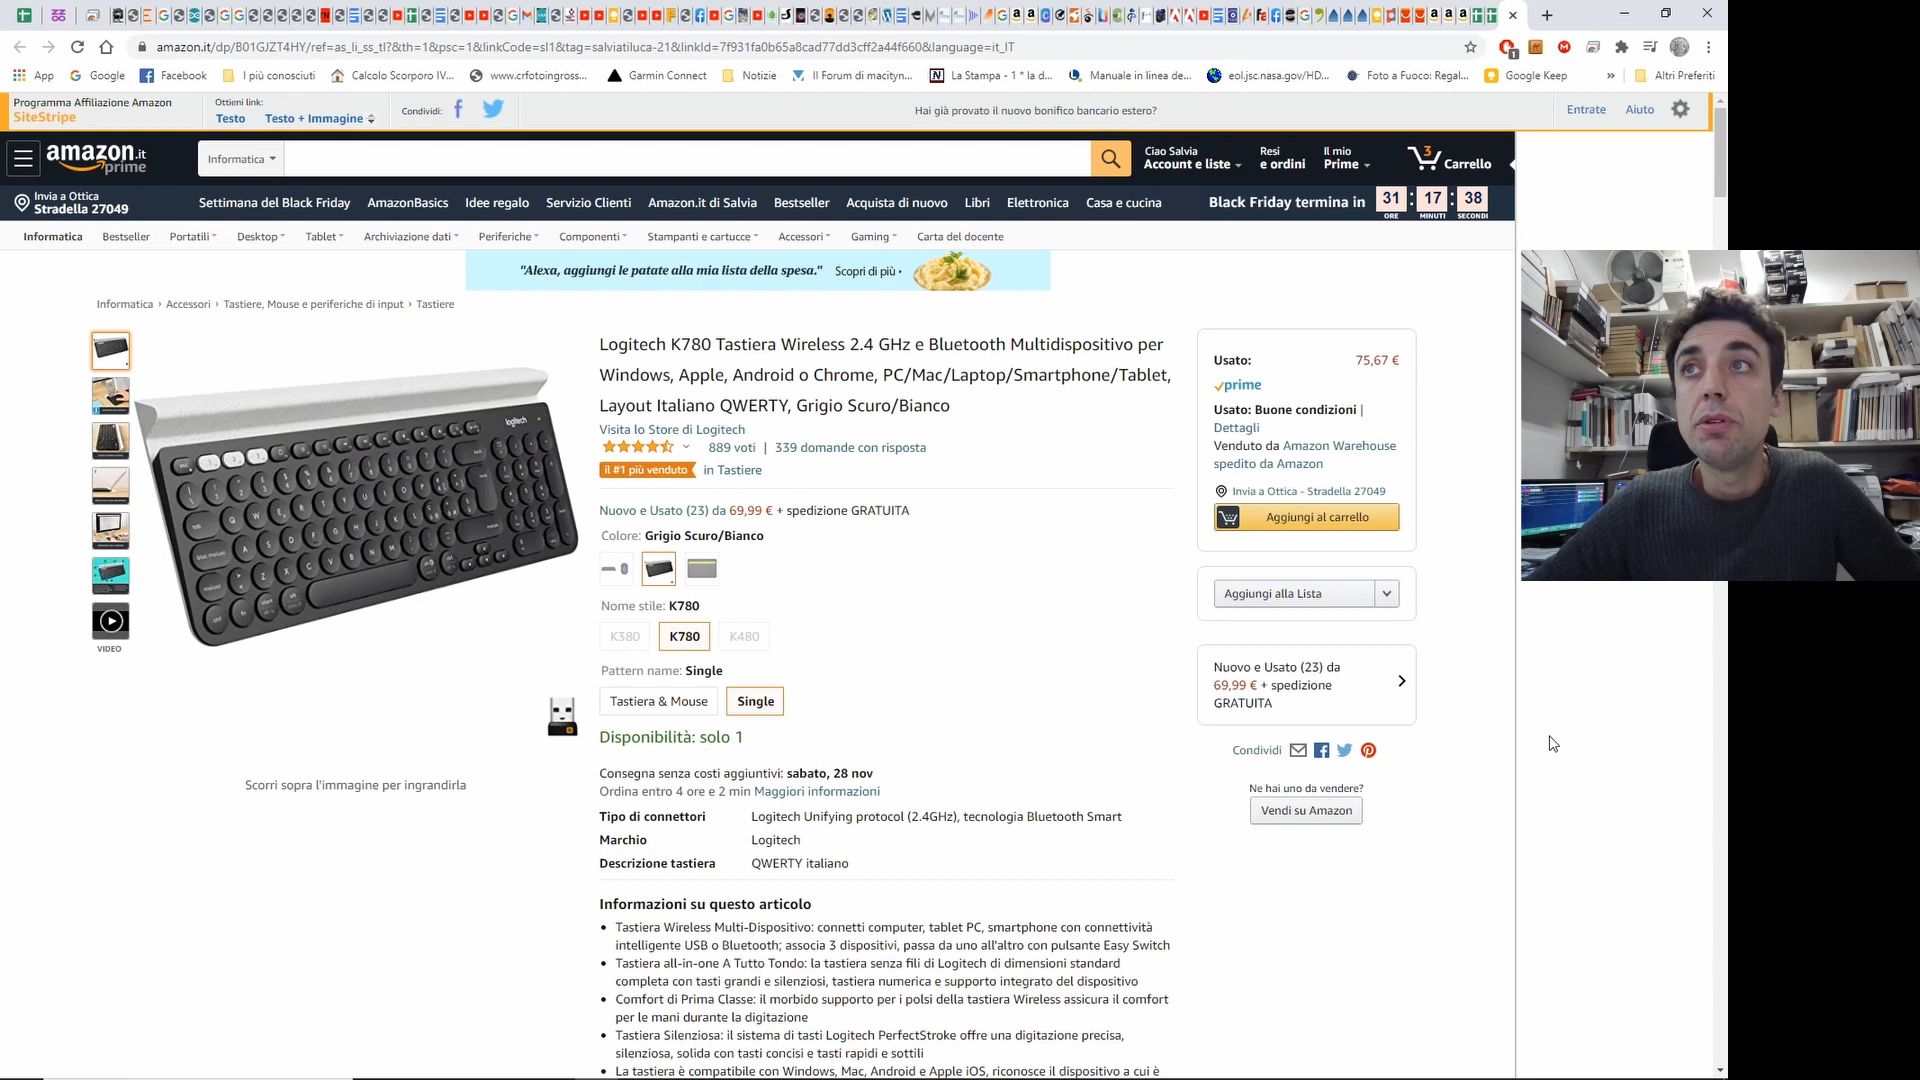 amazon.it/dp/B01GJZT4HY/ref=as_li_ss_tl?&th=1&psc=1&linkCode=sl1&tag=salviatiluca-21&linkId=7f931fa0b65a8cad77dd3cff2a44f660&language=it_IT
App Google Facebook I più conosciuti Calcolo Scorporo IV... www.crfotoingros... Garmin Connect Notizie Il Forum di macityn... La Stampa - 1 * la d... Manuale in linea de... eol.jsc.nasa.gov/HD... Foto a Fuoco: Regal... Google Keep » Altri Preferiti
Programma Affiliazione Amazon
SiteStripe
Ottieni link:
Testo Testo + Immagine
Condividi:
Hai già provato il nuovo bonifico bancario estero?
Entrate Aiuto
amazon.it
prime
Informatica
Ciao Salvia
Account e liste
Resi
e ordini
Il mio
Prime
3
Carrello
Invia a Ottica
Stradella 27049
Settimana del Black Friday AmazonBasics Idee regalo Servizio Clienti Amazon.it di Salvia Bestseller Acquista di nuovo Libri Elettronica Casa e cucina
Black Friday termina in 31 : 17 : 38
ORE MINUTI SECONDI
Informatica Bestseller Portatili Desktop Tablet Archiviazione dati Periferiche Componenti Stampanti e cartucce Accessori Gaming Carta del docente
"Alexa, aggiungi le patate alla mia lista della spesa." Scopri di più
Informatica › Accessori › Tastiere, Mouse e periferiche di input › Tastiere
logitech
VIDEO
Scorri sopra l'immagine per ingrandirla
Logitech K780 Tastiera Wireless 2.4 GHz e Bluetooth Multidispositivo per
Windows, Apple, Android o Chrome, PC/Mac/Laptop/Smartphone/Tablet,
Layout Italiano QWERTY, Grigio Scuro/Bianco
Visita lo Store di Logitech
889 voti | 339 domande con risposta
il #1 più venduto in Tastiere
Nuovo e Usato (23) da 69,99 € + spedizione GRATUITA
Colore: Grigio Scuro/Bianco
Nome stile: K780
K380 K780 K480
Pattern name: Single
Tastiera & Mouse Single
Disponibilità: solo 1
Consegna senza costi aggiuntivi: sabato, 28 nov
Ordina entro 4 ore e 2 min Maggiori informazioni
Tipo di connettori Logitech Unifying protocol (2.4GHz), tecnologia Bluetooth Smart
Marchio Logitech
Descrizione tastiera QWERTY italiano
Informazioni su questo articolo
• Tastiera Wireless Multi-Dispositivo: connetti computer, tablet PC, smartphone con connettività
intelligente USB o Bluetooth; associa 3 dispositivi, passa da uno all'altro con pulsante Easy Switch
• Tastiera all-in-one A Tutto Tondo: la tastiera senza fili di Logitech di dimensioni standard
completa con tasti grandi e silenziosi, tastiera numerica e supporto integrato del dispositivo
• Comfort di Prima Classe: il morbido supporto per i polsi della tastiera Wireless assicura il comfort
per le mani durante la digitazione
• Tastiera Silenziosa: il sistema di tasti Logitech PerfectStroke offre una digitazione precisa,
silenziosa, solida con tasti concisi e tasti rapidi e sottili
• La tastiera è compatibile con Windows, Mac, Android e Apple iOS, riconosce il dispositivo a cui è
Usato: 75,67 €
prime
Usato: Buone condizioni |
Dettagli
Venduto da Amazon Warehouse
spedito da Amazon
Invia a Ottica - Stradella 27049
Aggiungi al carrello
Aggiungi alla Lista
Nuovo e Usato (23) da
69,99 € + spedizione
GRATUITA
Condividi
Ne hai uno da vendere?
Vendi su Amazon